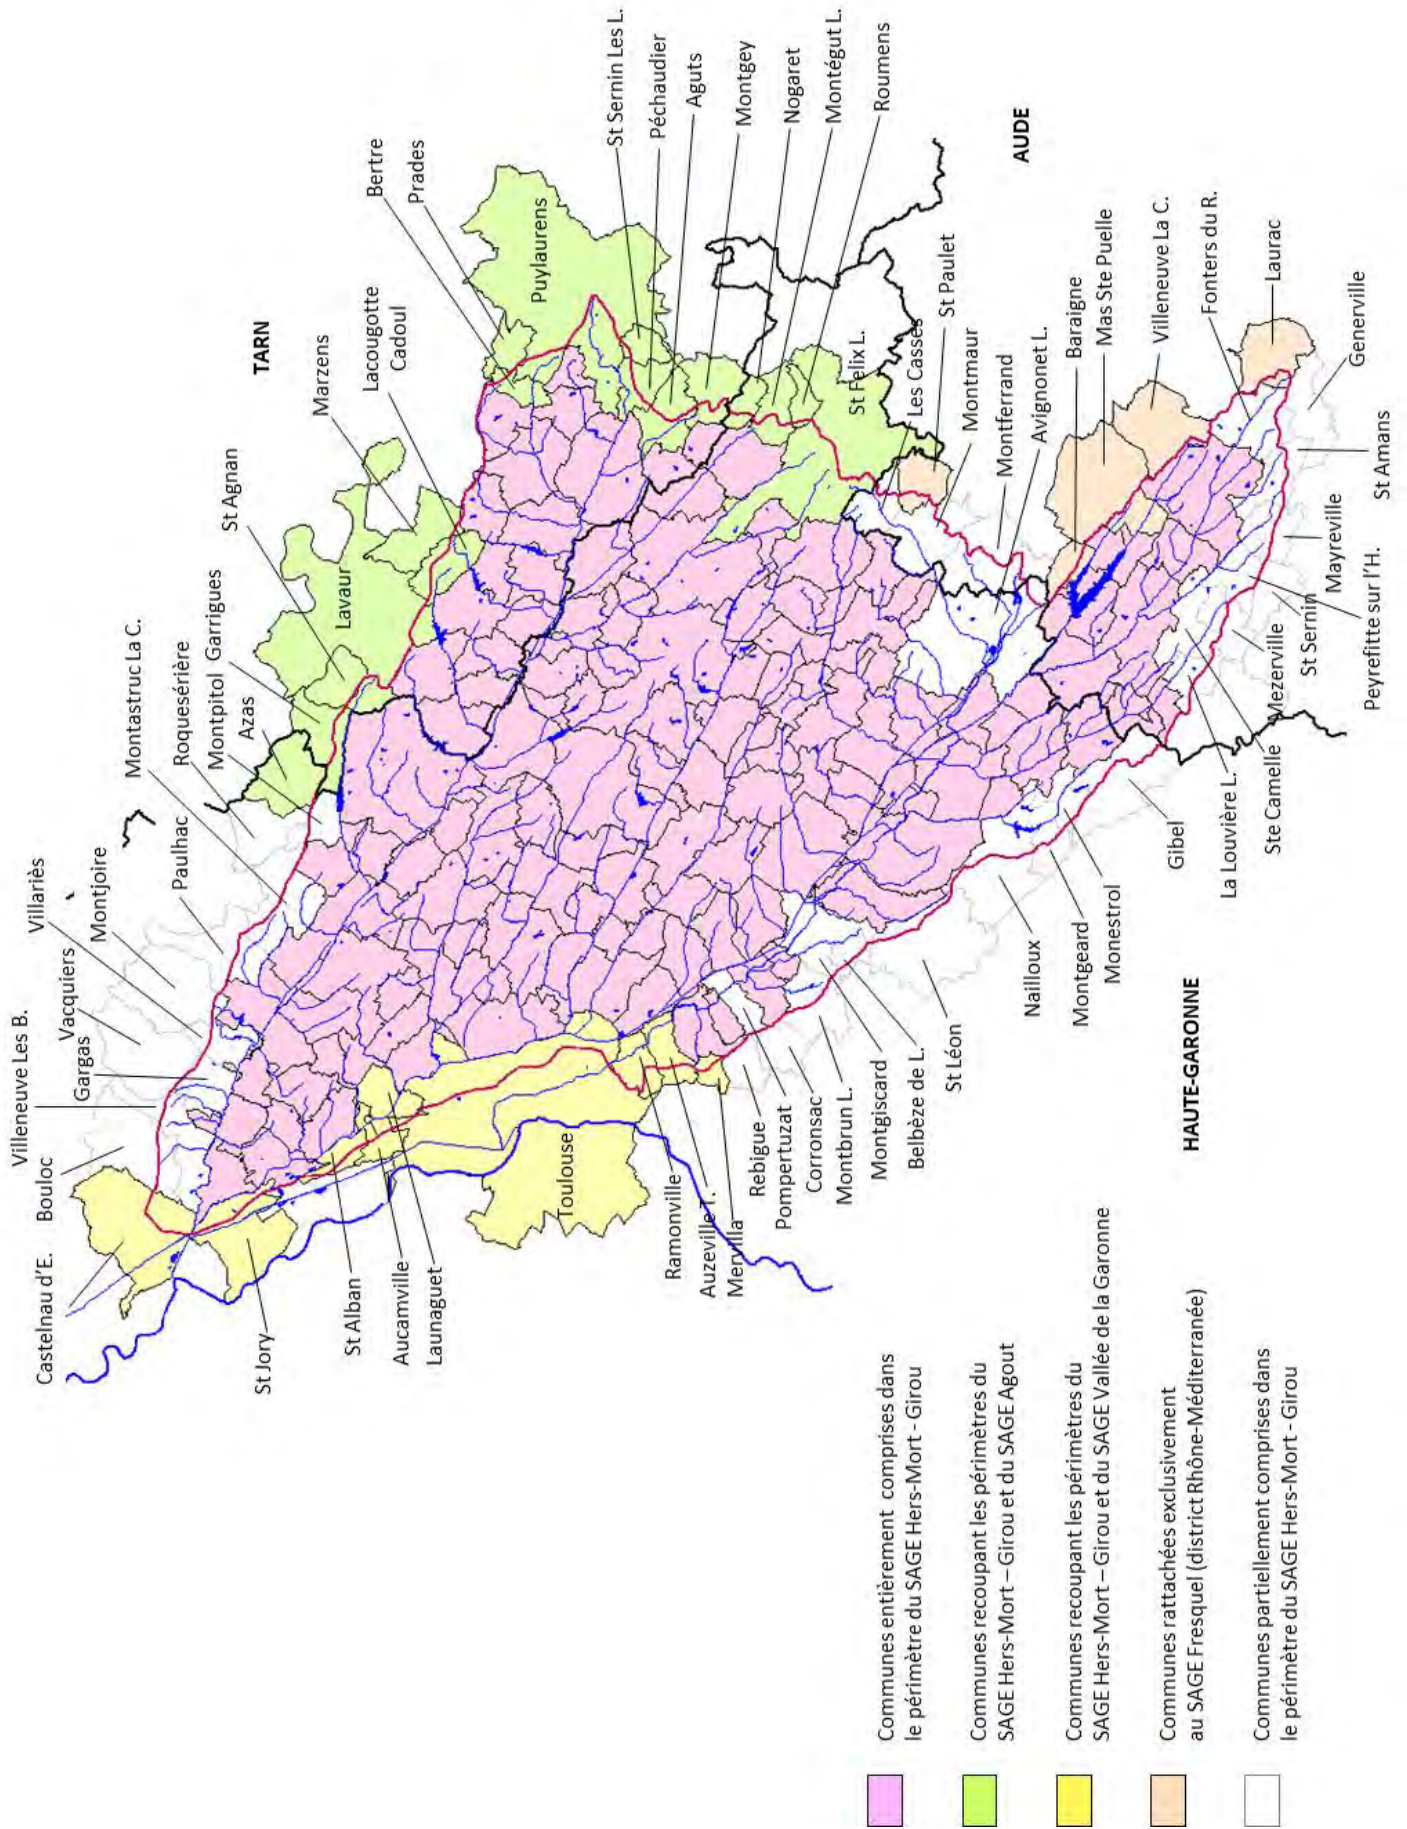 Castelnau d'E.
Bouloc
Villeneuve Les B.
Gargas
Vacquiers
Villariès
Montjoire
Paulhac
Montastruc La C.
Roquesérière
Montpitol
Azas
Garrigues
St Agnan
Lavaur
Marzens
TARN
Lacougotte
Cadoul
Bertre
Prades
Puylaurens
St Sernin Les L.
Péchaudier
Aguts
Montgey
Nogaret
Montégut L.
Roumens
St Felix L.
AUDE
Les Casses
St Paulet
Montmaur
Montferrand
Avignonet L.
Baraigne
Mas Ste Puelle
Villeneuve La C.
Fonters du R.
Laurac
Generville
St Amans
Mayreville
Peyrefitte sur l'H.
St Sernin
Mezerville
Ste Camelle
La Louvière L.
Gibel
Monestrol
Montgeard
Nailloux
HAUTE-GARONNE
St Léon
Belbèze de L.
Montgiscard
Montbrun L.
Corronsac
Pompertuzat
Rebigue
Mervilla
Auzeville T.
Ramonville
Toulouse
Launaguet
Aucamville
St Alban
St Jory
Communes entièrement comprises dans
le périmètre du SAGE Hers-Mort - Girou
Communes recoupant les périmètres du
SAGE Hers-Mort – Girou et du SAGE Agout
Communes recoupant les périmètres du
SAGE Hers-Mort – Girou et du SAGE Vallée de la Garonne
Communes rattachées exclusivement
au SAGE Fresquel (district Rhône-Méditerranée)
Communes partiellement comprises dans
le périmètre du SAGE Hers-Mort - Girou